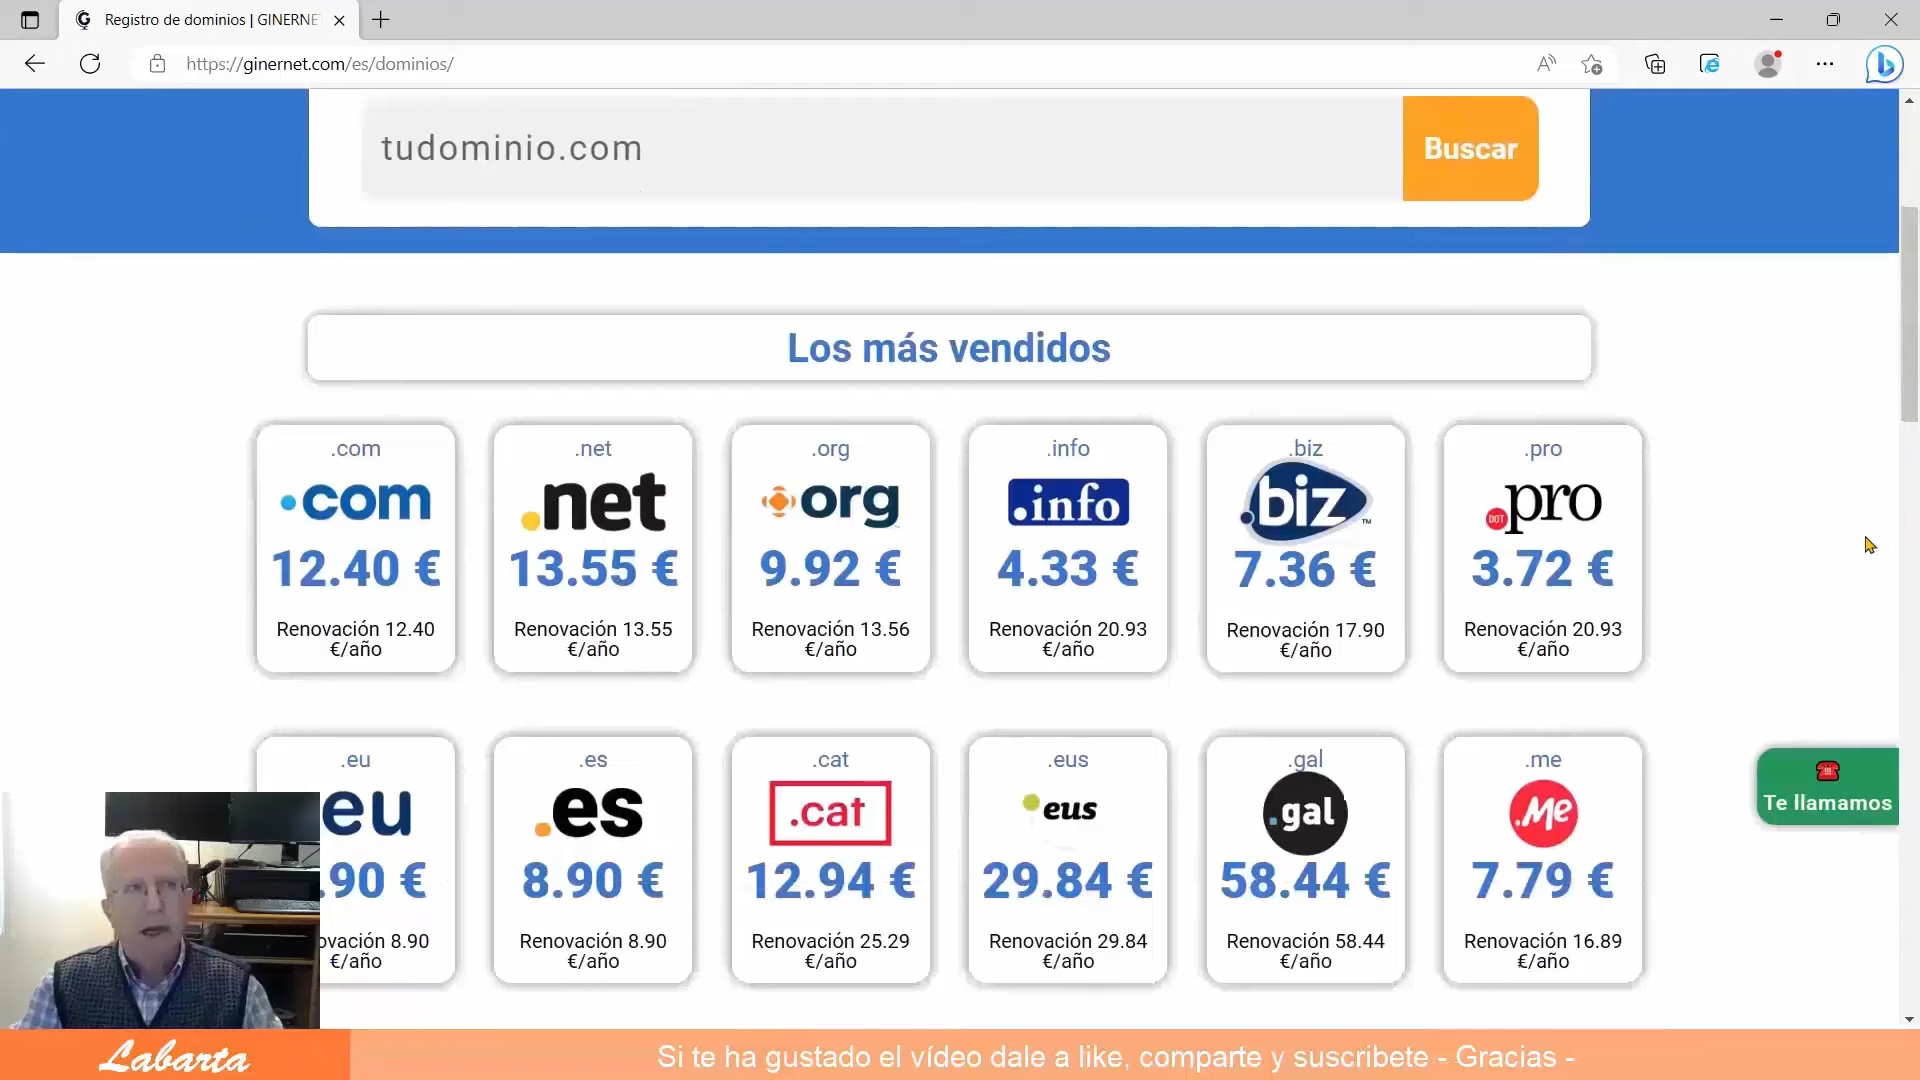 Registro de dominios | GINERNE
https://ginernet.com/es/dominios/
tudominio.com
Buscar
Los más vendidos
.com
.net
.org
.info
.biz
.pro
.com
.net
org
.info
.biz ™
DOT .pro
12.40 €
13.55 €
9.92 €
4.33 €
7.36 €
3.72 €
Renovación 12.40
€/año
Renovación 13.55
€/año
Renovación 13.56
€/año
Renovación 20.93
€/año
Renovación 17.90
€/año
Renovación 20.93
€/año
.eu
.es
.cat
.eus
.gal
.me
eu
.es
.cat
eus
.gal
.Me
.90 €
8.90 €
12.94 €
29.84 €
58.44 €
7.79 €
ovación 8.90
€/año
Renovación 8.90
€/año
Renovación 25.29
€/año
Renovación 29.84
€/año
Renovación 58.44
€/año
Renovación 16.89
€/año
Te llamamos
Labarta
Si te ha gustado el vídeo dale a like, comparte y suscribete - Gracias -